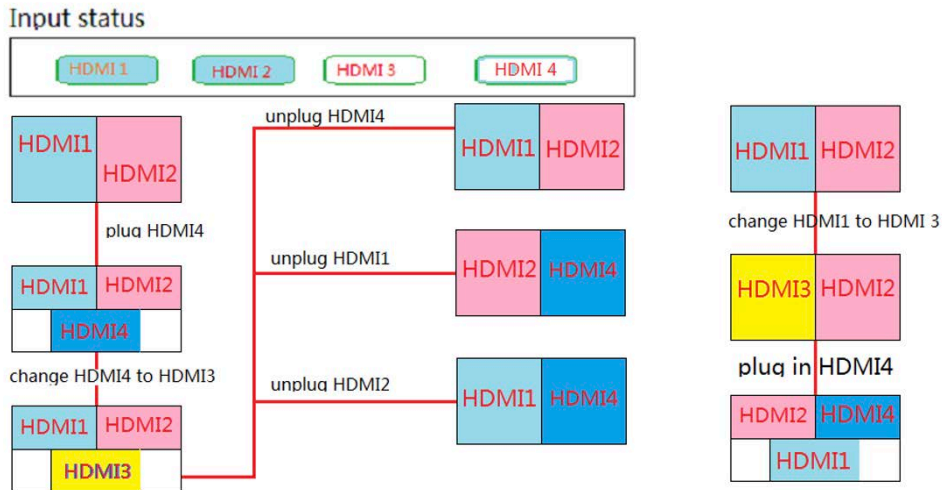 Input status
HDMI 1 HDMI 2 HDMI 3 HDMI 4
HDMI1 HDMI2
plug HDMI4
HDMI1 HDMI2
HDMI4
change HDMI4 to HDMI3
HDMI1 HDMI2
HDMI3
unplug HDMI4
HDMI1 HDMI2
unplug HDMI1
HDMI2 HDMI4
unplug HDMI2
HDMI1 HDMI4
HDMI1 HDMI2
change HDMI1 to HDMI 3
HDMI3 HDMI2
plug in HDMI4
HDMI2 HDMI4
HDMI1